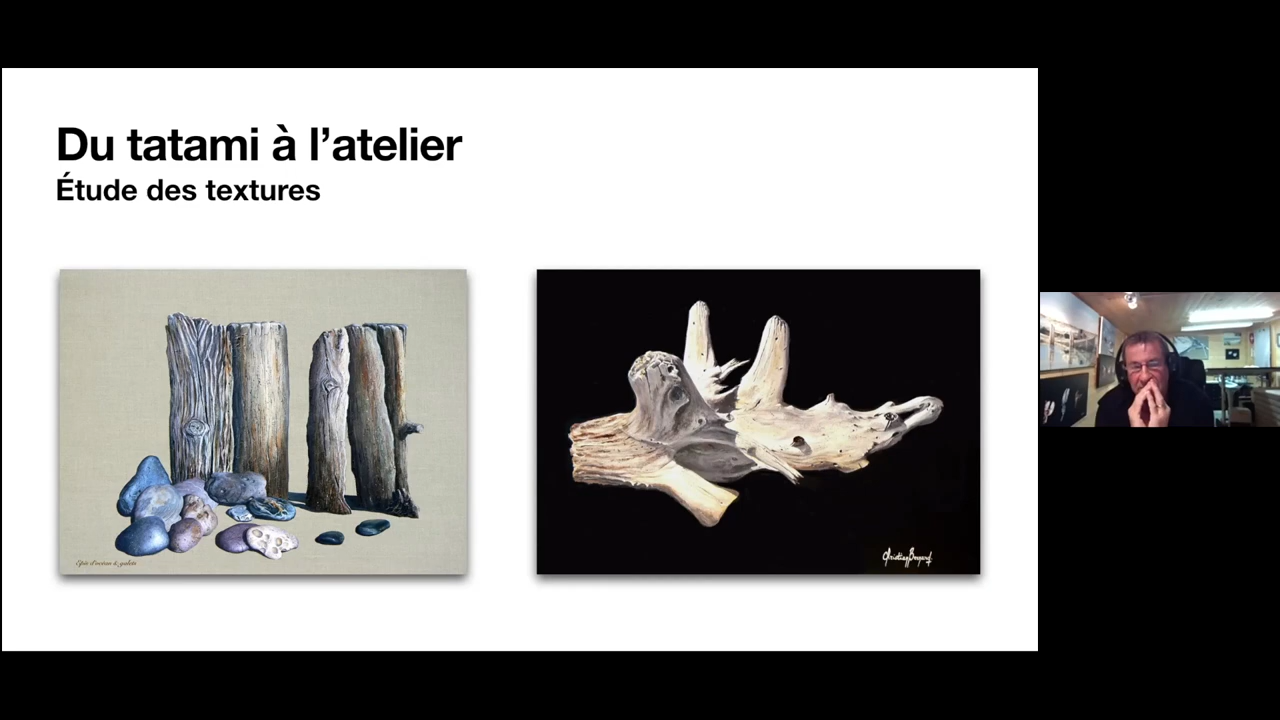 Du tatami à l’atelier
Étude des textures